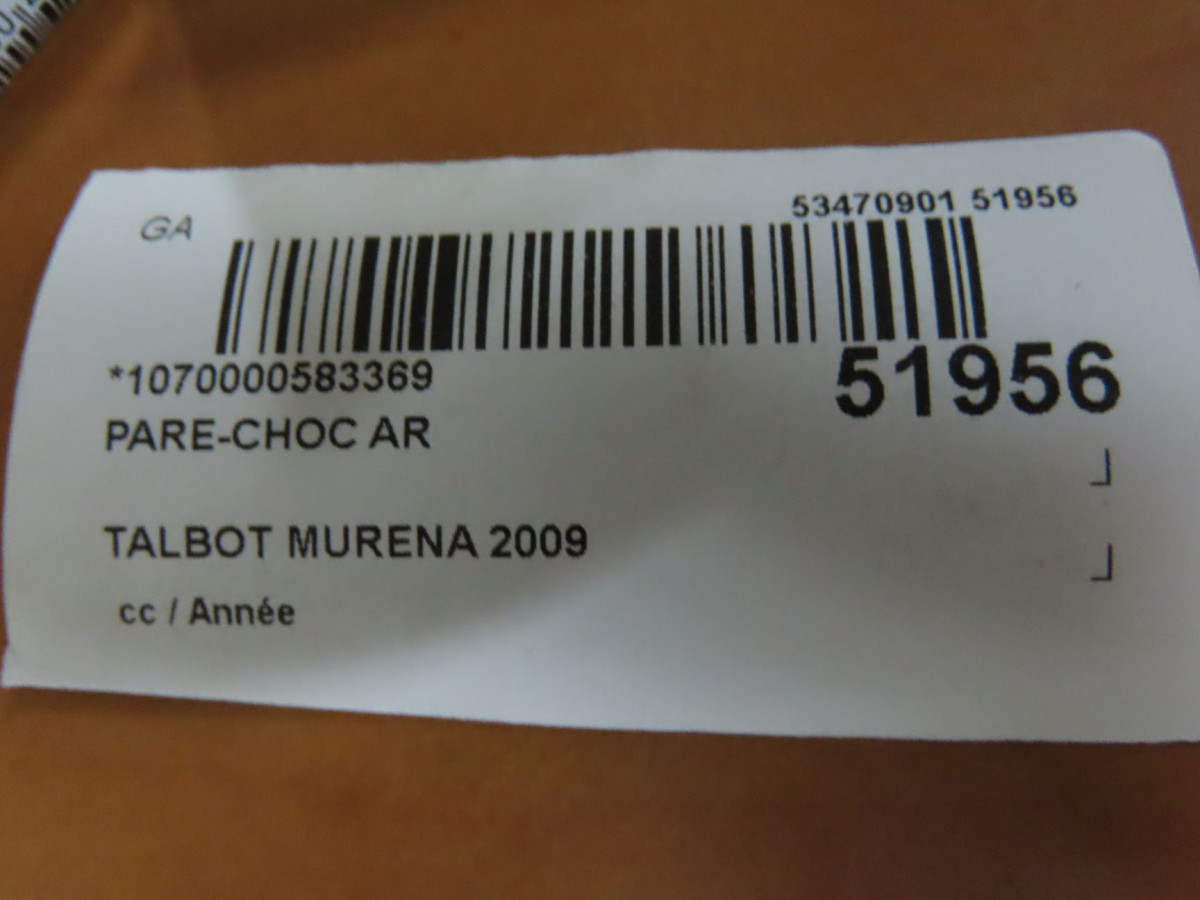 GA
53470901 51956
*1070000583369
51956
PARE-CHOC AR
TALBOT MURENA 2009
cc / Année